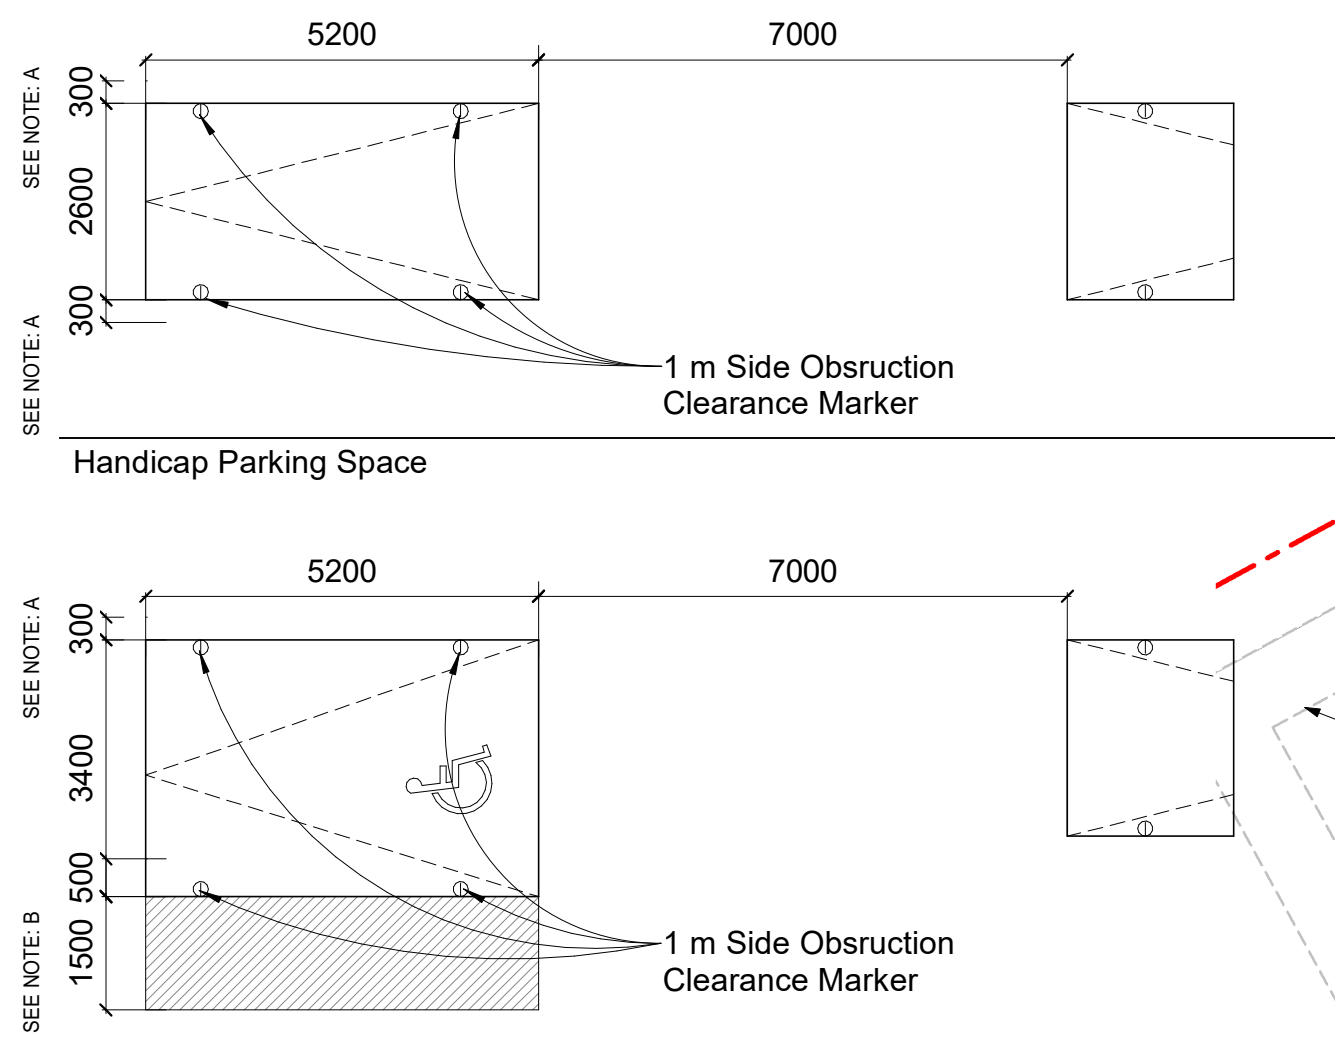 5200
7000
SEE NOTE: A
300
2600
300
SEE NOTE: A
1 m Side Obsruction
Clearance Marker
Handicap Parking Space
5200
7000
SEE NOTE: A
300
3400
500
1500
SEE NOTE: B
1 m Side Obsruction
Clearance Marker